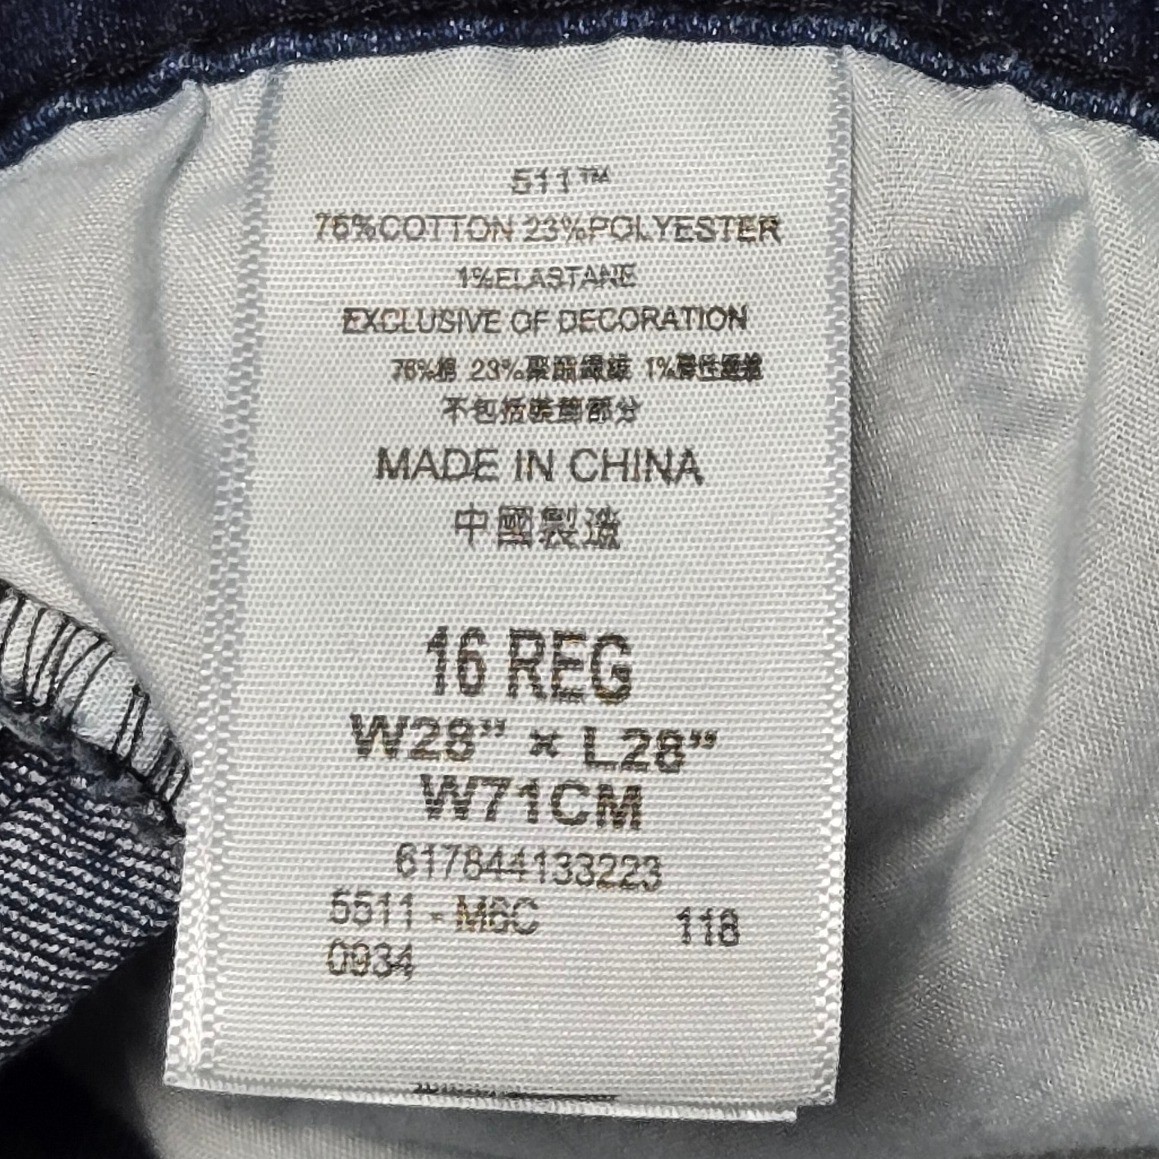 511™
76%COTTON 23%POLYESTER
1%ELASTANE
EXCLUSIVE OF DECORATION
76%棉 23%聚酯纖維 1%彈性纖維
不包括裝飾部分
MADE IN CHINA
中國製造
16 REG
W28” × L28”
W71CM
617844133223
5511 - M6C 118
0934